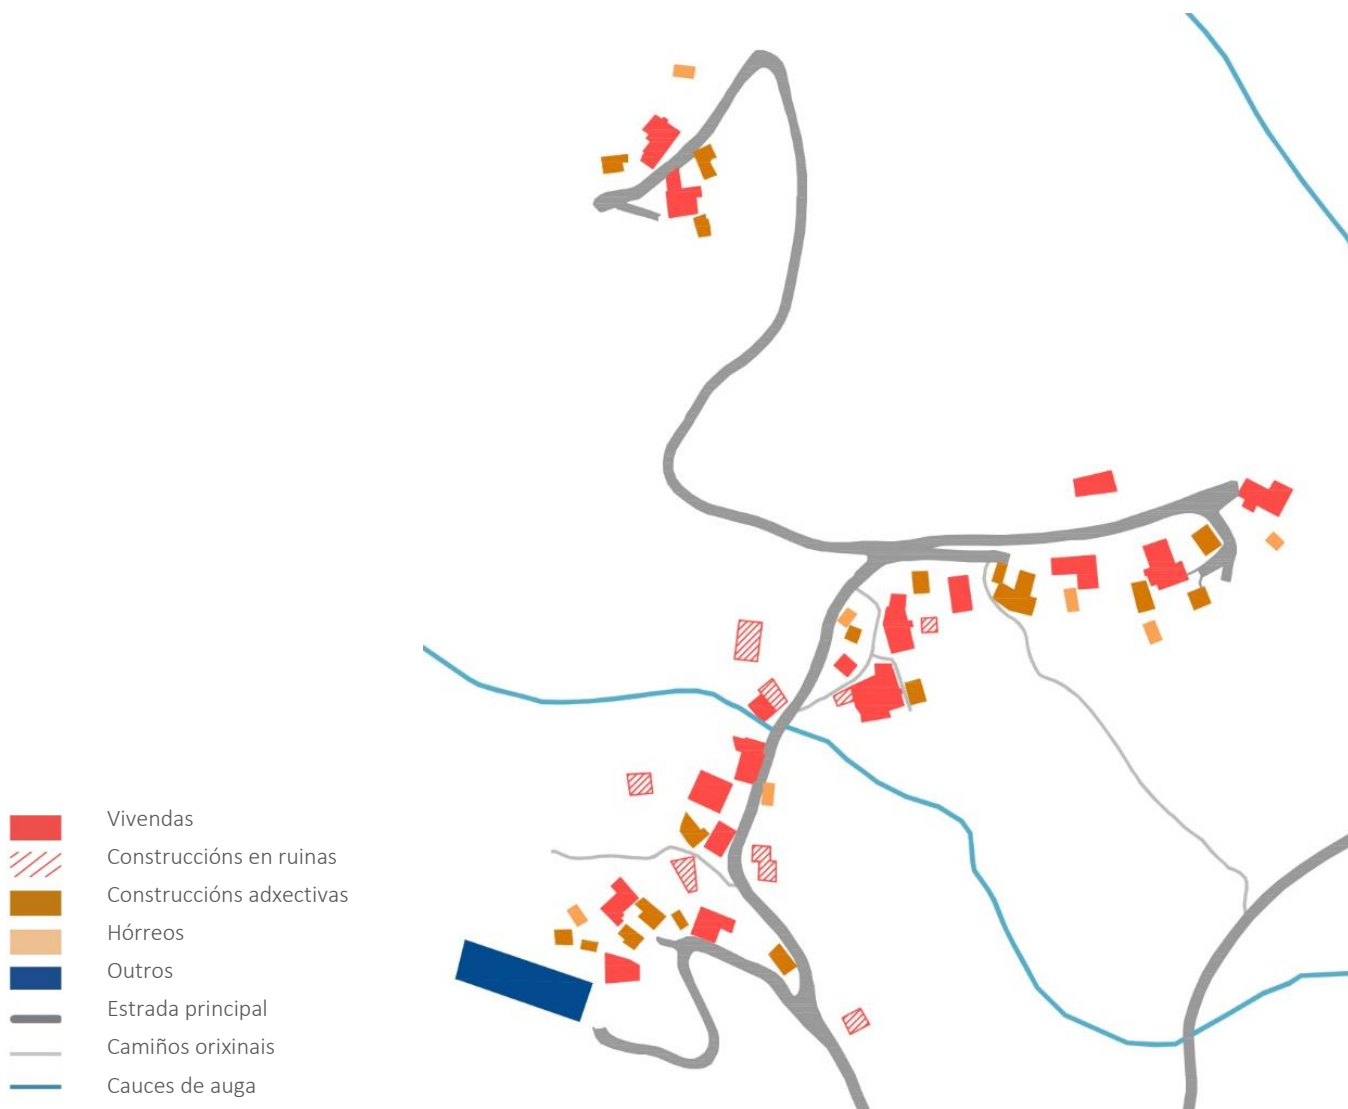 Vivendas
Construccións en ruinas
Construccións adxectivas
Hórreos
Outros
Estrada principal
Camiños orixinais
Cauces de auga